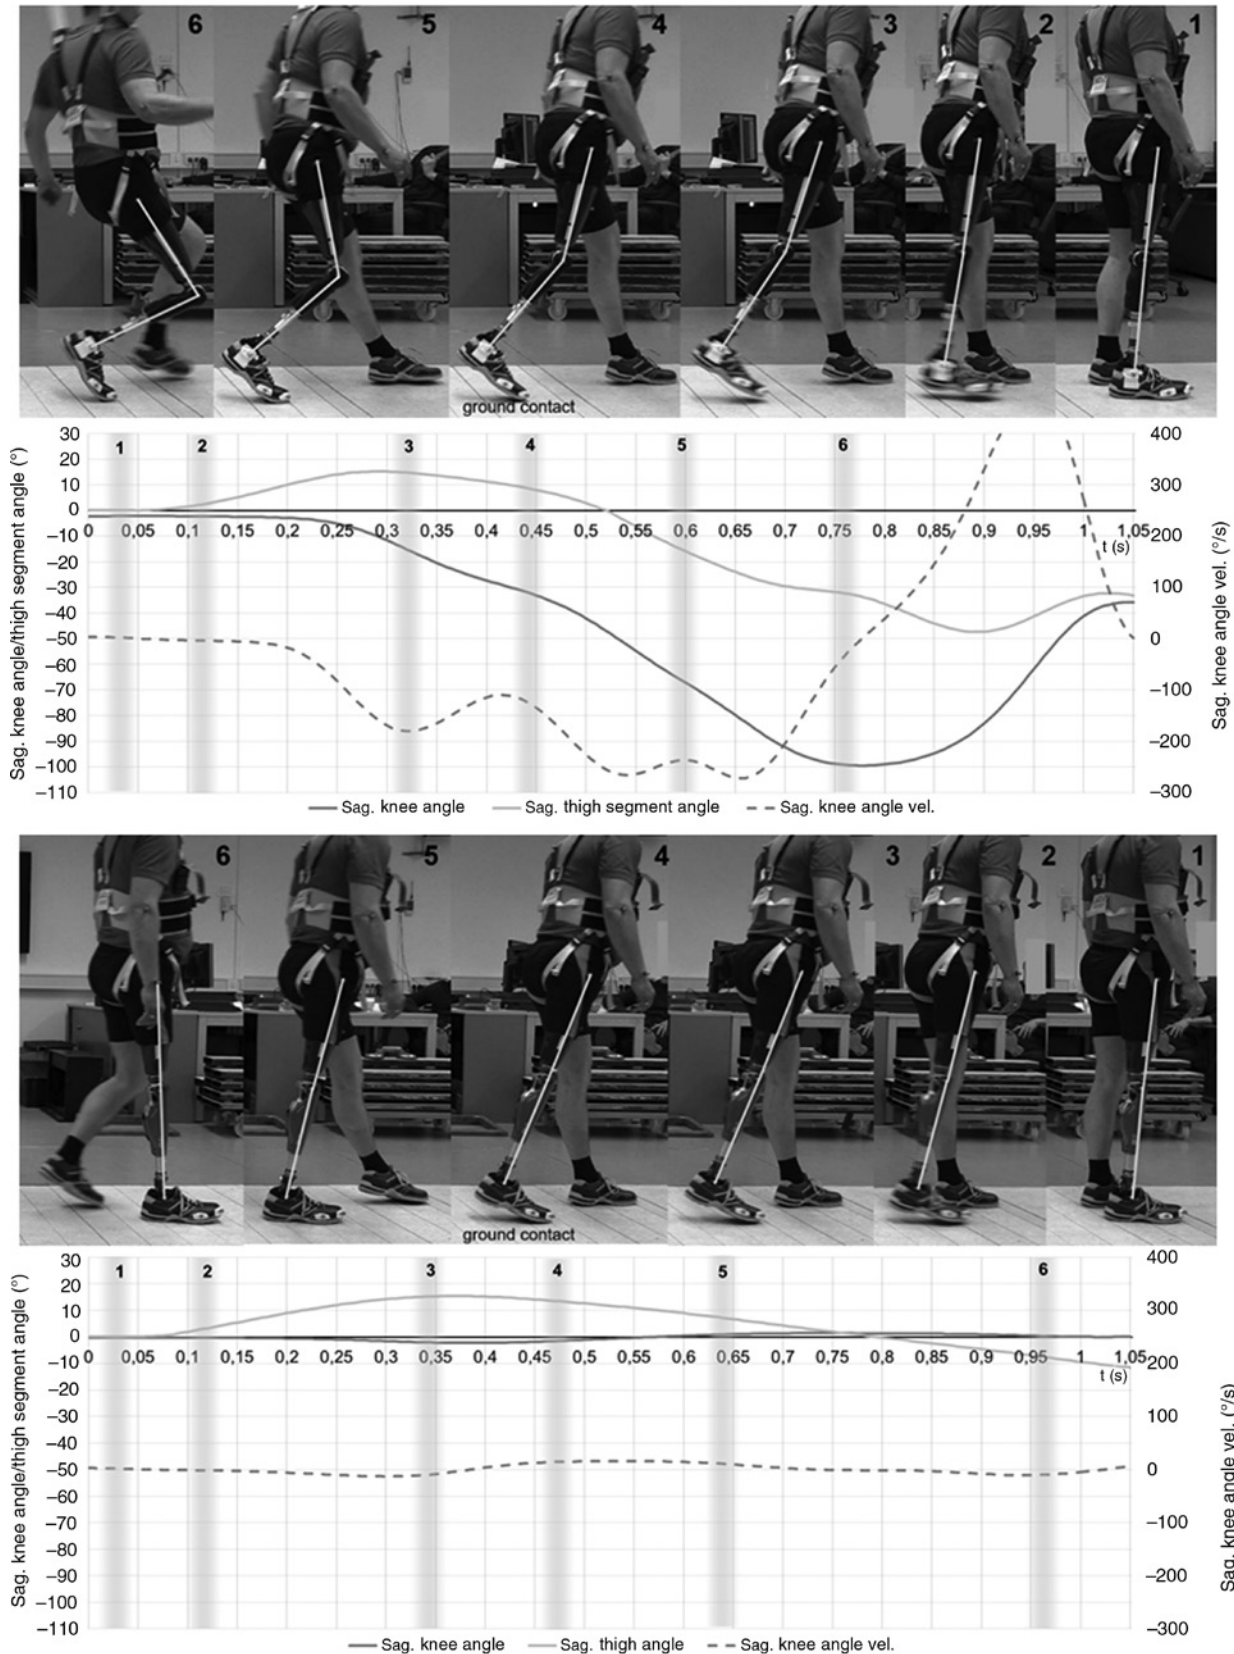 6 5 4 3 2 1
ground contact
Sag. knee angle/thigh segment angle (°)
30 1 2 3 4 5 6 400
20
10 300
0
0 0,05 0,1 0,15 0,2 0,25 0,3 0,35 0,4 0,45 0,5 0,55 0,6 0,65 0,7 0,75 0,8 0,85 0,9 0,95 1 1,05
–10 200
t (s)
–20
–30 100
–40
–50 0
–60
–70 –100
–80
–90 –200
–100
–110 –300
Sag. knee angle vel. (°/s)
Sag. knee angle Sag. thigh segment angle Sag. knee angle vel.
6 5 4 3 2 1
ground contact
Sag. knee angle/thigh segment angle (°)
30 1 2 3 4 5 6 400
20
10 300
0
0 0,05 0,1 0,15 0,2 0,25 0,3 0,35 0,4 0,45 0,5 0,55 0,6 0,65 0,7 0,75 0,8 0,85 0,9 0,95 1 1,05
–10 200
t (s)
–20
–30 100
–40
–50 0
–60
–70 –100
–80
–90 –200
–100
–110 –300
Sag. knee angle vel. (°/s)
Sag. knee angle Sag. thigh angle Sag. knee angle vel.